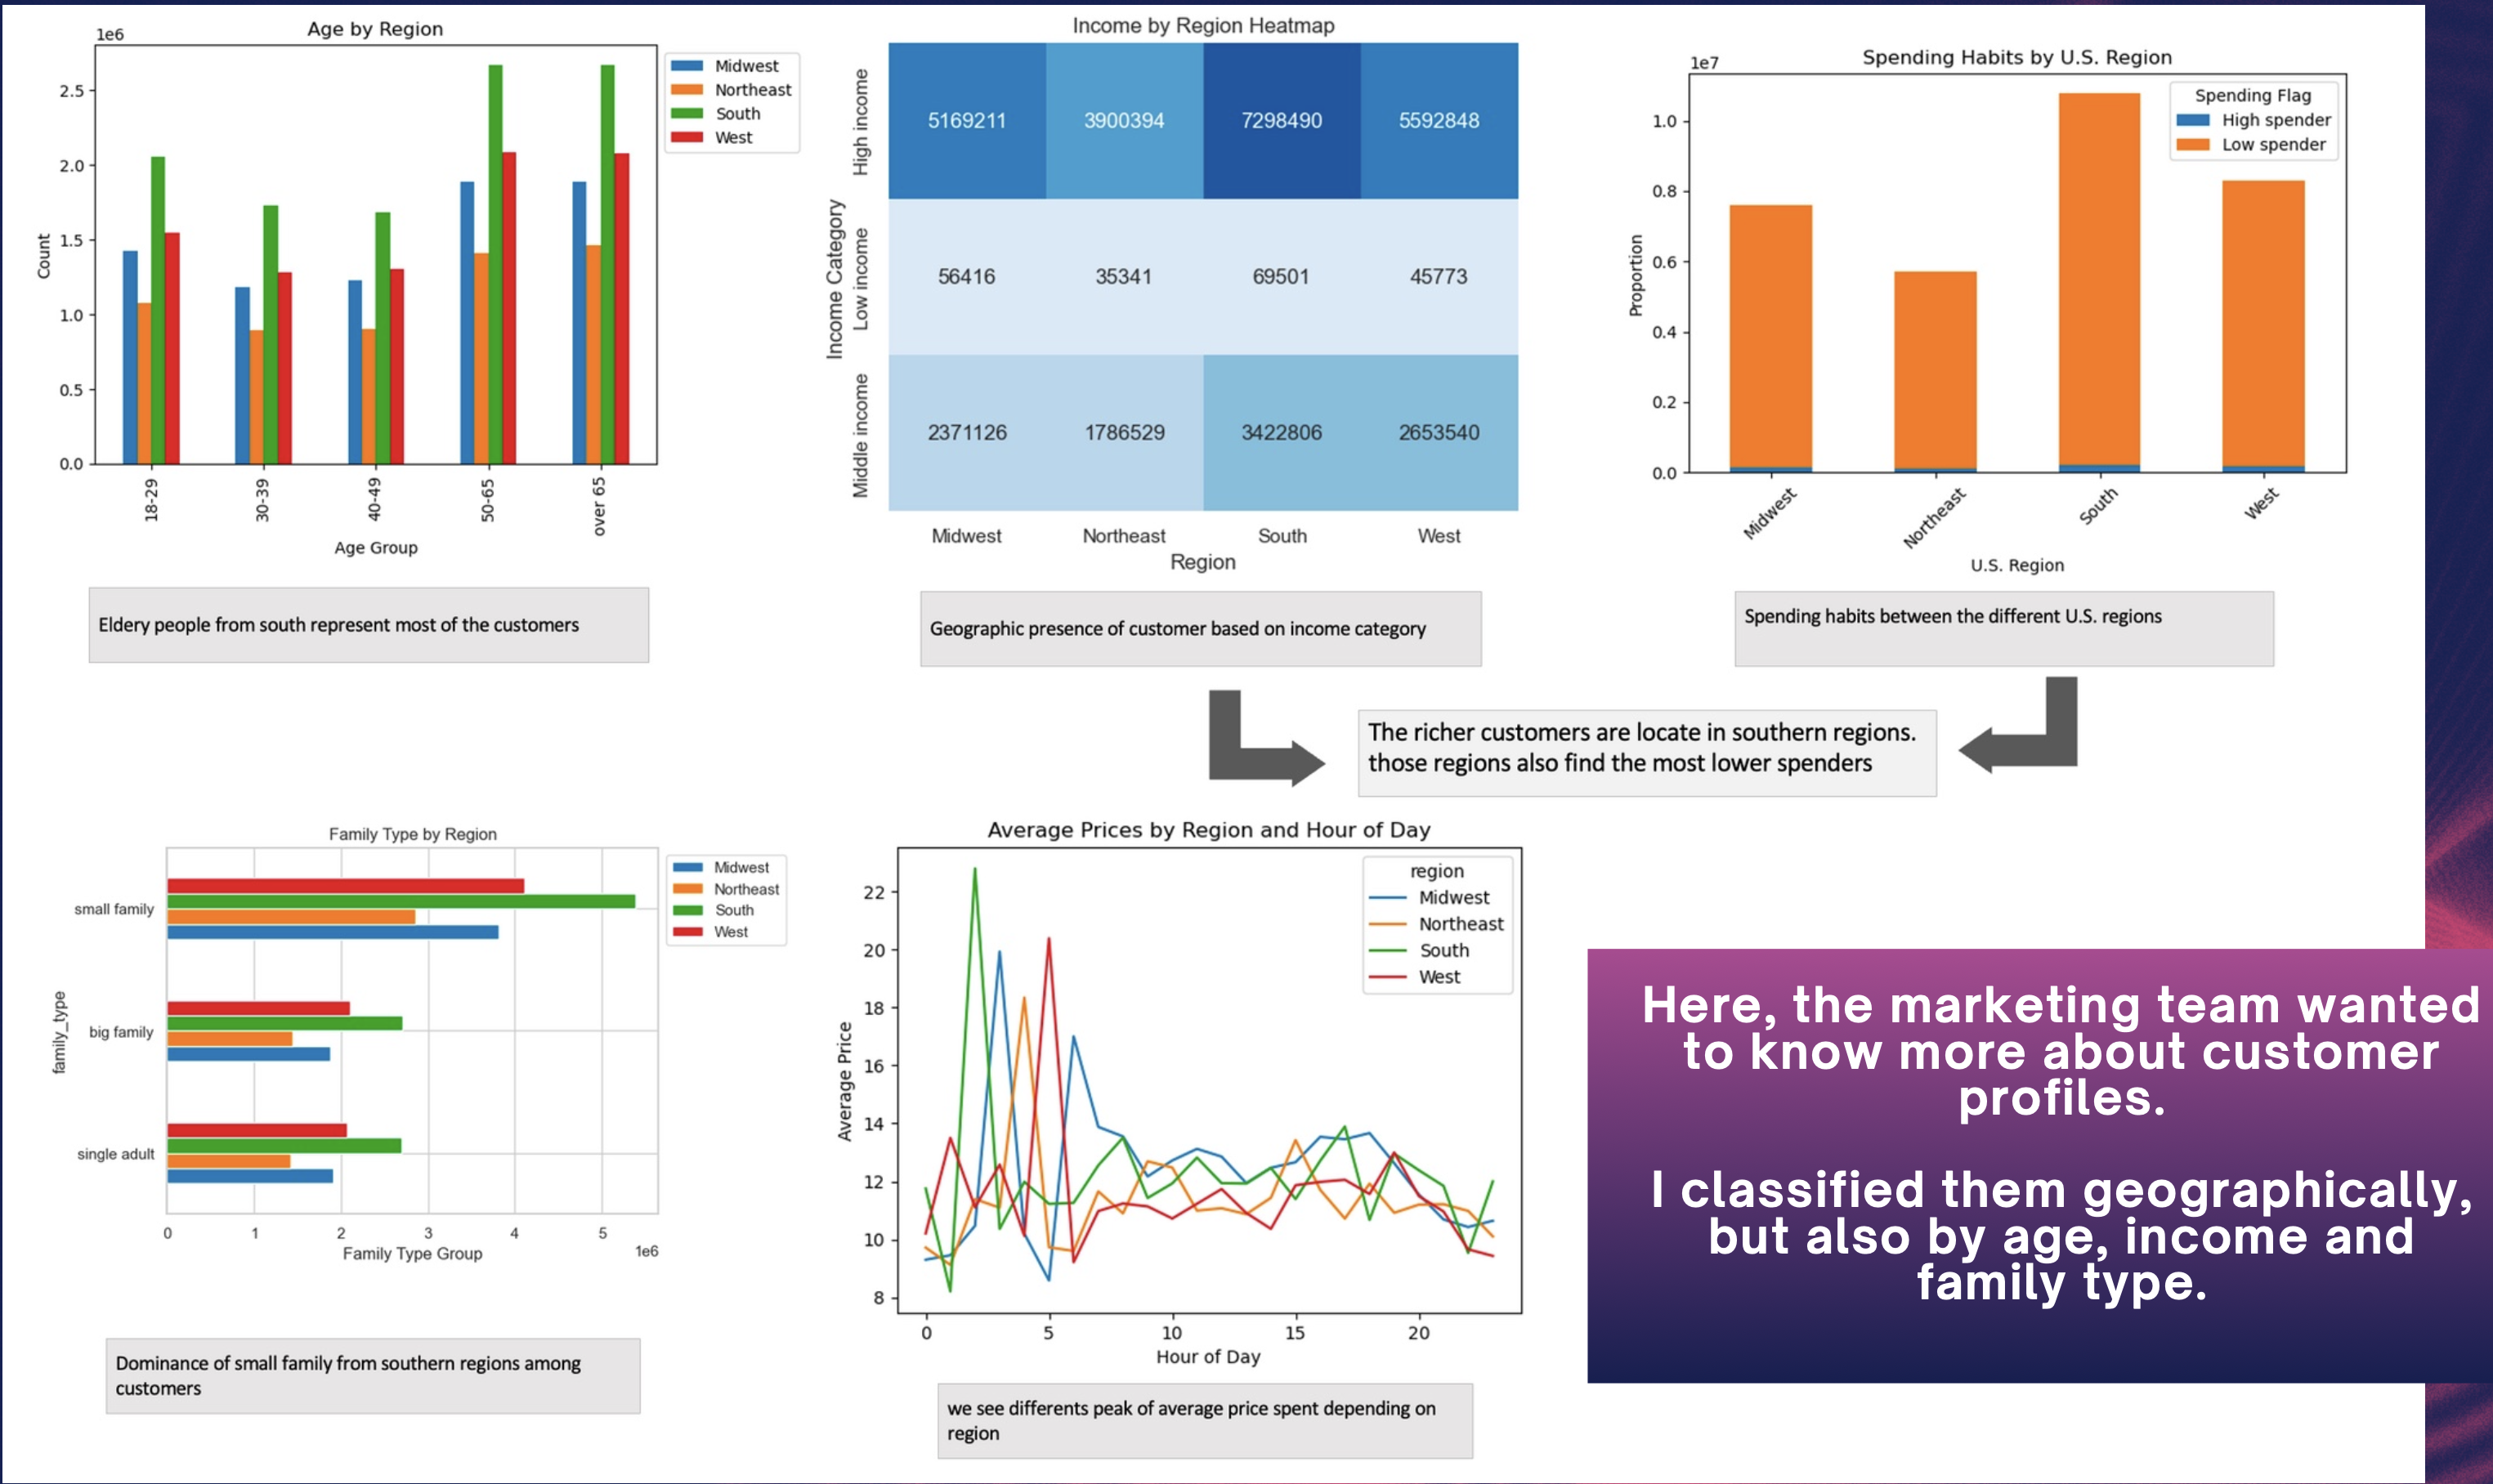 Age by Region
1e6
2.5
2.0
1.5
1.0
0.5
0.0
Count
18-29
30-39
40-49
50-65
over 65
Age Group
Midwest
Northeast
South
West
Eldery people from south represent most of the customers
Income by Region Heatmap
Income Category
High income
5169211 3900394 7298490 5592848
Low income
56416 35341 69501 45773
Middle income
2371126 1786529 3422806 2653540
Midwest Northeast South West
Region
Geographic presence of customer based on income category
Spending Habits by U.S. Region
1e7
Spending Flag
High spender
Low spender
1.0
0.8
0.6
0.4
0.2
0.0
Proportion
Midwest
Northeast
South
West
U.S. Region
Spending habits between the different U.S. regions
The richer customers are locate in southern regions.
those regions also find the most lower spenders
Family Type by Region
Midwest
Northeast
South
West
family_type
small family
big family
single adult
0 1 2 3 4 5
1e6
Family Type Group
Dominance of small family from southern regions among
customers
Average Prices by Region and Hour of Day
region
Midwest
Northeast
South
West
22
20
18
16
14
12
10
8
Average Price
0 5 10 15 20
Hour of Day
we see differents peak of average price spent depending on
region
Here, the marketing team wanted
to know more about customer
profiles.
I classified them geographically,
but also by age, income and
family type.